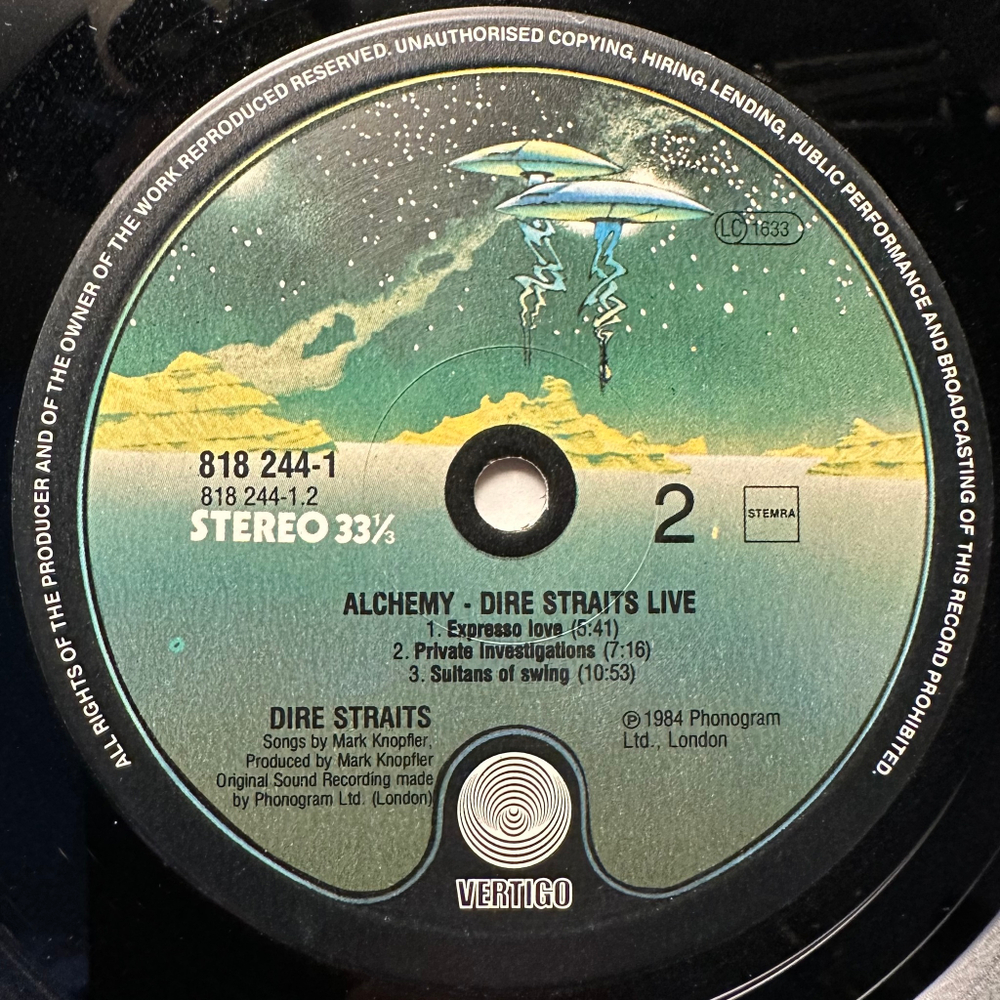 ALL RIGHTS OF THE PRODUCER AND OF THE OWNER OF THE WORK REPRODUCED RESERVED. UNAUTHORISED COPYING, HIRING, LENDING, PUBLIC PERFORMANCE AND BROADCASTING OF THIS RECORD PROHIBITED.
LC 1633
818 244-1
818 244-1.2
STEREO 33⅓
2
STEMRA
ALCHEMY - DIRE STRAITS LIVE
1. Expresso love (5:41)
2. Private investigations (7:16)
3. Sultans of swing (10:53)
DIRE STRAITS
Songs by Mark Knopfler,
Produced by Mark Knopfler
Original Sound Recording made
by Phonogram Ltd. (London)
℗ 1984 Phonogram
Ltd., London
VERTIGO